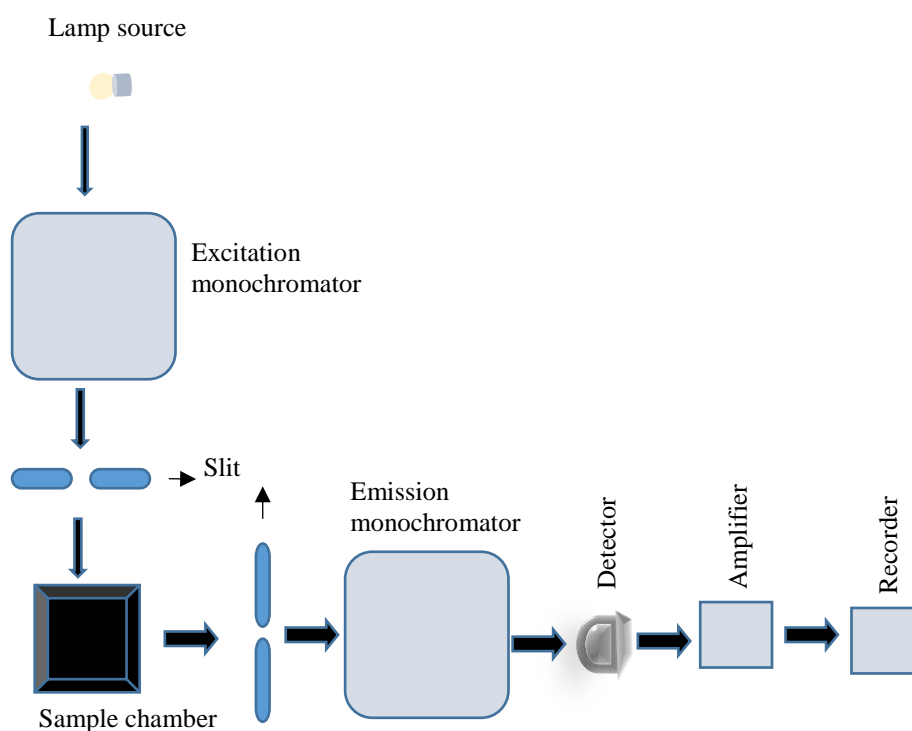 Lamp source
Excitation
monochromator
Slit
Emission
monochromator
Detector
Amplifier
Recorder
Sample chamber